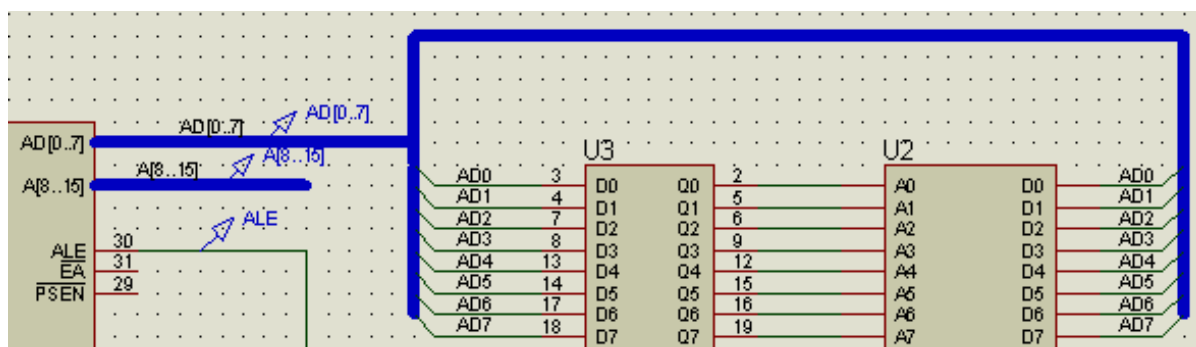 AD[0..7] AD[0..7] AD[0..7]
U3 U2
A[8..15] A[8..15] A[8..15]
AD0 3 D0 Q0 2 A0 D0 AD0
AD1 4 D1 Q1 5 A1 D1 AD1
ALE AD2 7 D2 Q2 6 A2 D2 AD2
ALE 30 AD3 8 D3 Q3 9 A3 D3 AD3
EA 31 AD4 13 D4 Q4 12 A4 D4 AD4
PSEN 29 AD5 14 D5 Q5 15 A5 D5 AD5
AD6 17 D6 Q6 16 A6 D6 AD6
AD7 18 D7 Q7 19 A7 D7 AD7